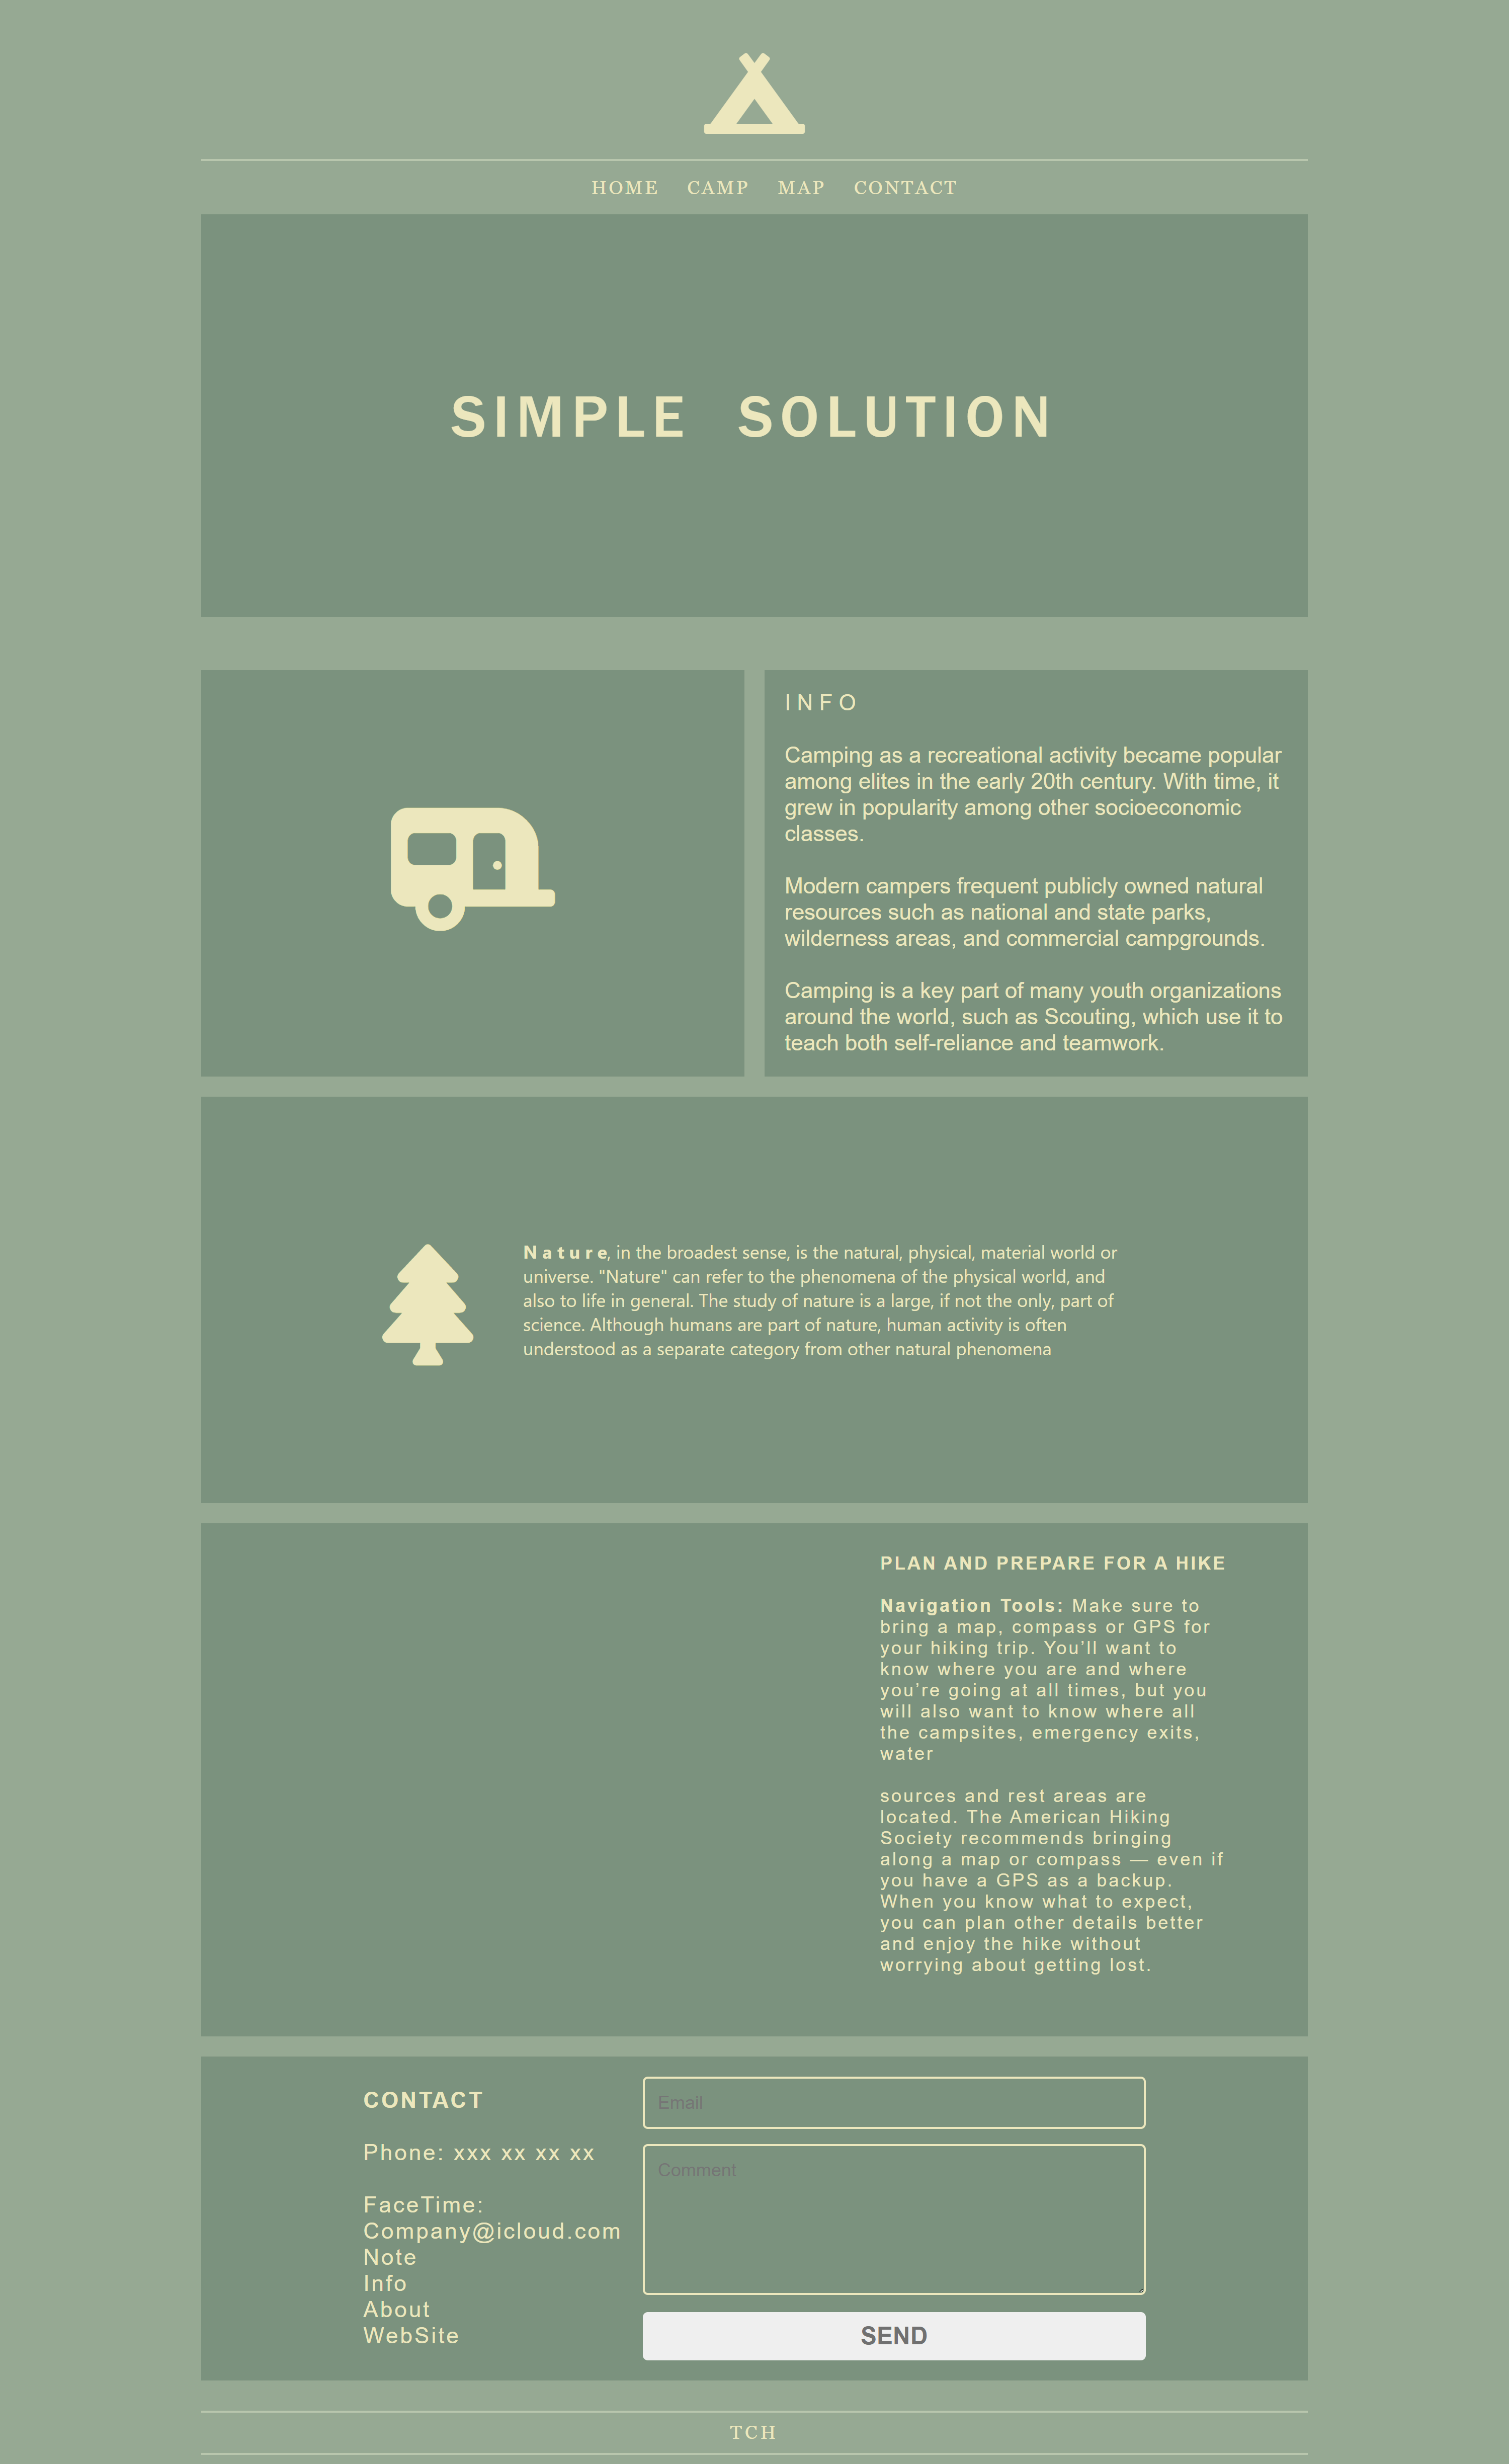 HOME CAMP MAP CONTACT
SIMPLE SOLUTION
INFO
Camping as a recreational activity became popular
among elites in the early 20th century. With time, it
grew in popularity among other socioeconomic
classes.
Modern campers frequent publicly owned natural
resources such as national and state parks,
wilderness areas, and commercial campgrounds.
Camping is a key part of many youth organizations
around the world, such as Scouting, which use it to
teach both self-reliance and teamwork.
Nature, in the broadest sense, is the natural, physical, material world or
universe. "Nature" can refer to the phenomena of the physical world, and
also to life in general. The study of nature is a large, if not the only, part of
science. Although humans are part of nature, human activity is often
understood as a separate category from other natural phenomena
PLAN AND PREPARE FOR A HIKE
Navigation Tools: Make sure to
bring a map, compass or GPS for
your hiking trip. You’ll want to
know where you are and where
you’re going at all times, but you
will also want to know where all
the campsites, emergency exits,
water
sources and rest areas are
located. The American Hiking
Society recommends bringing
along a map or compass — even if
you have a GPS as a backup.
When you know what to expect,
you can plan other details better
and enjoy the hike without
worrying about getting lost.
CONTACT
Phone: xxx xx xx xx
FaceTime:
Company@icloud.com
Note
Info
About
WebSite
Email
Comment
SEND
TCH